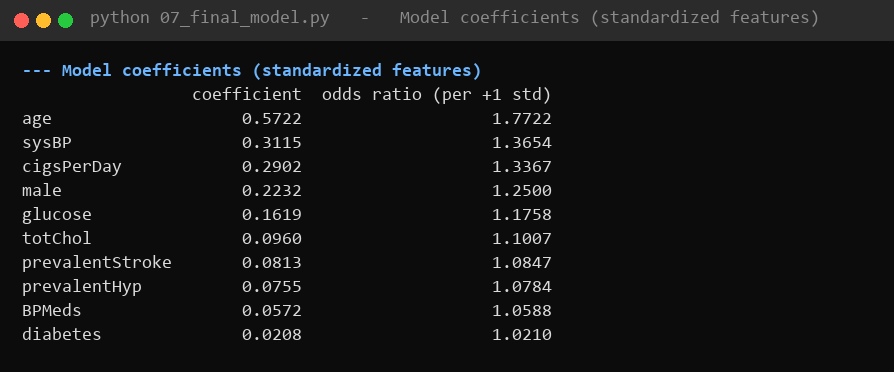 python 07_final_model.py - Model coefficients (standardized features)
--- Model coefficients (standardized features)
coefficient odds ratio (per +1 std)
age 0.5722 1.7722
sysBP 0.3115 1.3654
cigsPerDay 0.2902 1.3367
male 0.2232 1.2500
glucose 0.1619 1.1758
totChol 0.0960 1.1007
prevalentStroke 0.0813 1.0847
prevalentHyp 0.0755 1.0784
BPMeds 0.0572 1.0588
diabetes 0.0208 1.0210